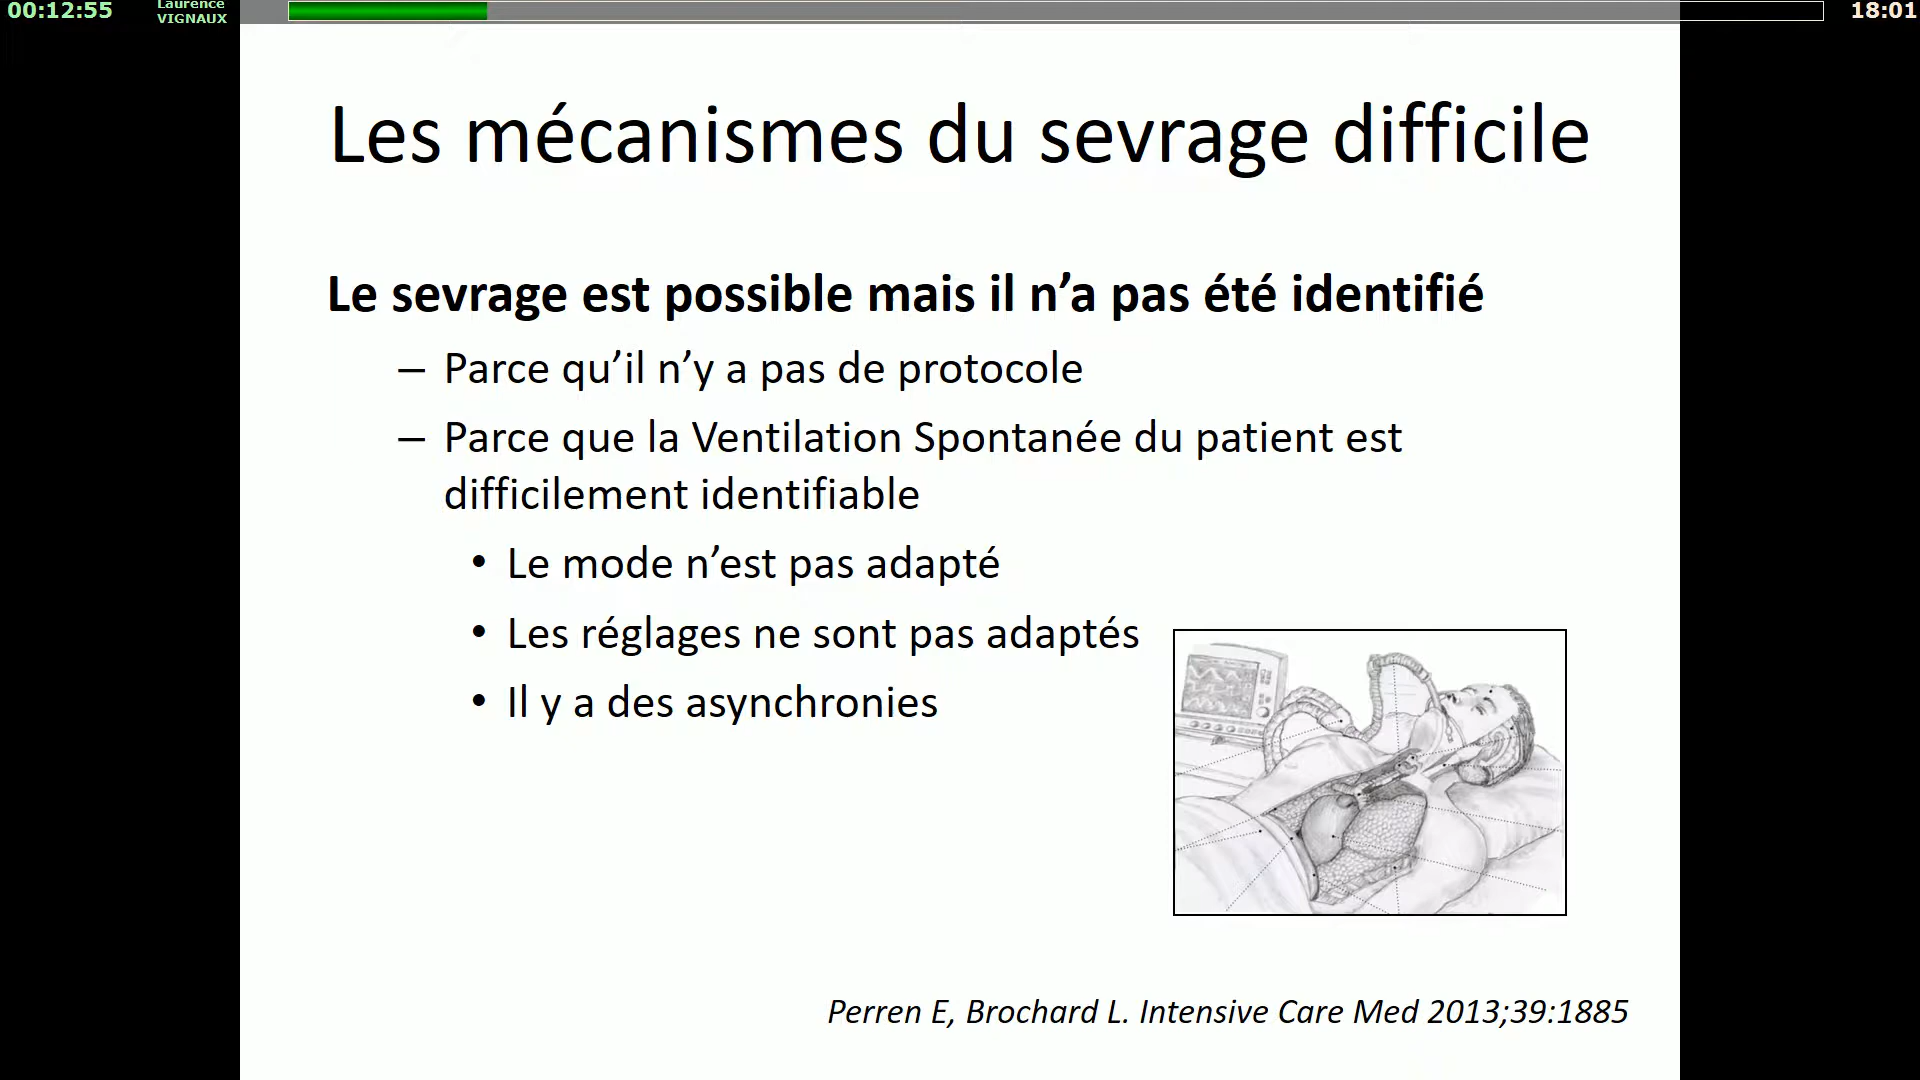 00:12:55
Laurence
VIGNAUX
18:01
Les mécanismes du sevrage difficile
Le sevrage est possible mais il n’a pas été identifié
– Parce qu’il n’y a pas de protocole
– Parce que la Ventilation Spontanée du patient est
difficilement identifiable
• Le mode n’est pas adapté
• Les réglages ne sont pas adaptés
• Il y a des asynchronies
Perren E, Brochard L. Intensive Care Med 2013;39:1885